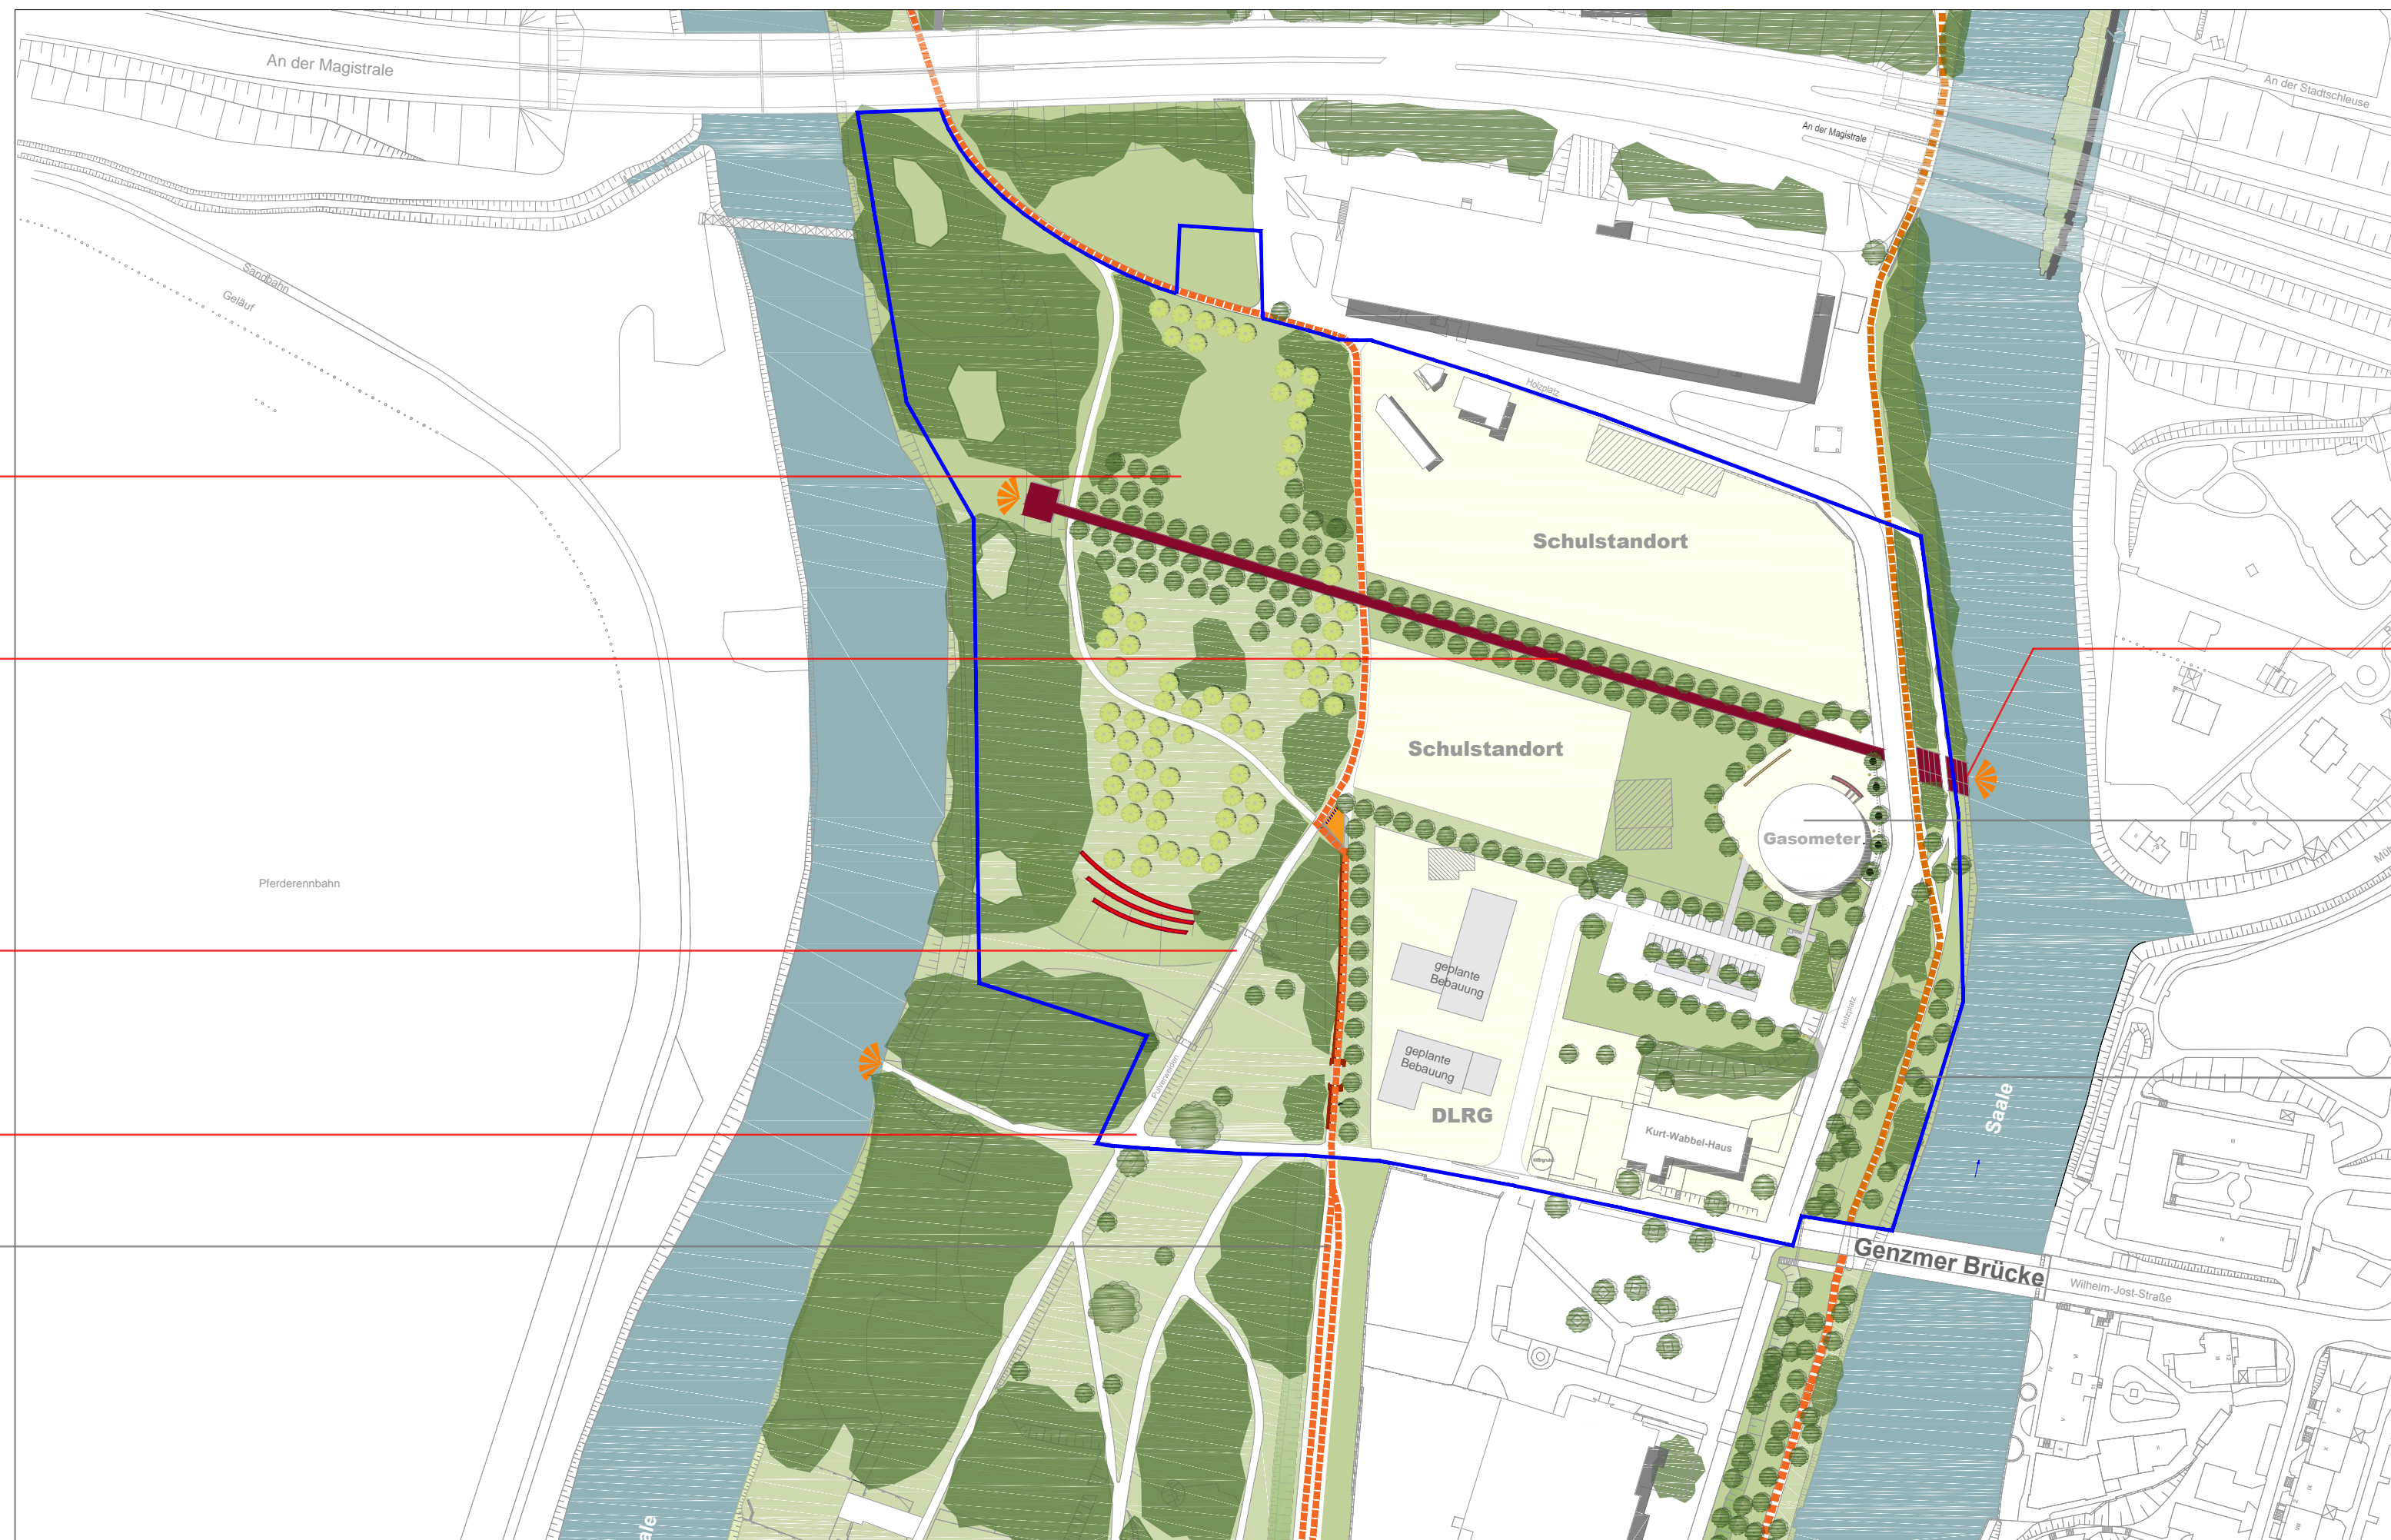 An der Magistrale
An der Stadtschleuse
An der Magistrale
Sandbahn
Geläuf
Holzplatz
Schulstandort
Schulstandort
Gasometer
Pferderennbahn
geplante
Bebauung
Holzplatz
geplante
Bebauung
Pulverweiden
DLRG
Kurt-Wabbel-Haus
Saale
Genzmer Brücke
Wilhelm-Jost-Straße